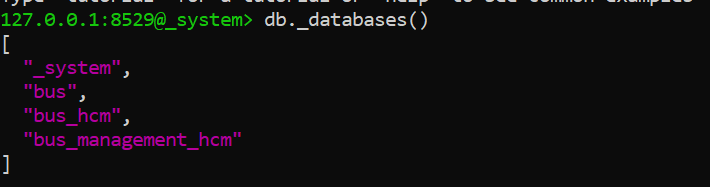 127.0.0.1:8529@_system> db._databases()
[
  "_system",
  "bus",
  "bus_hcm",
  "bus_management_hcm"
]